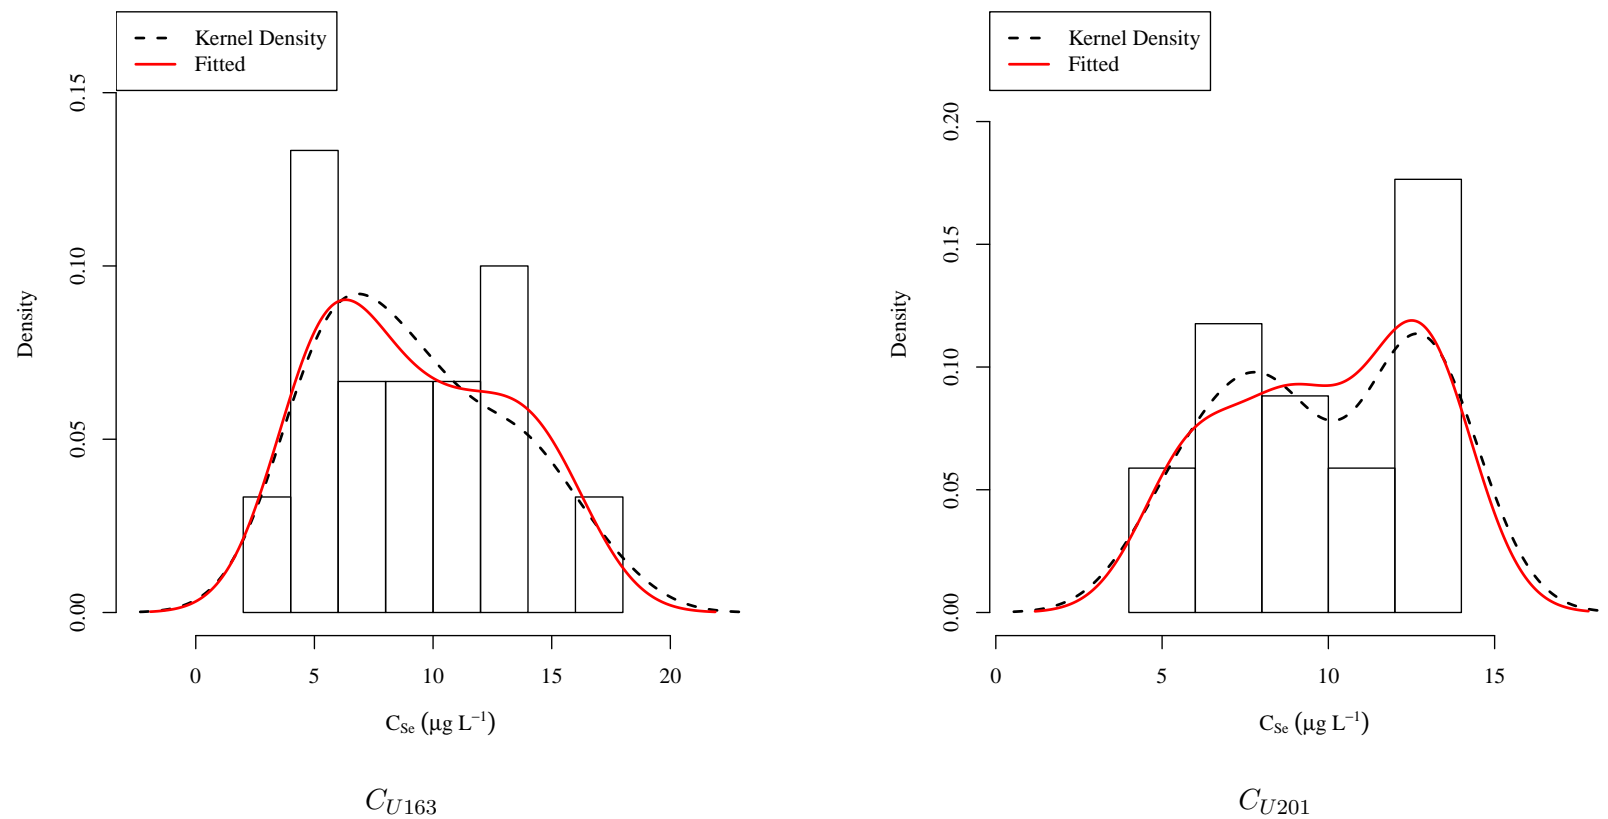 Kernel Density
Fitted
0.15
0.10
0.05
0.00
Density
0 5 10 15 20
C_Se (μg L⁻¹)
C_U163
Kernel Density
Fitted
0.20
0.15
0.10
0.05
0.00
Density
0 5 10 15
C_Se (μg L⁻¹)
C_U201